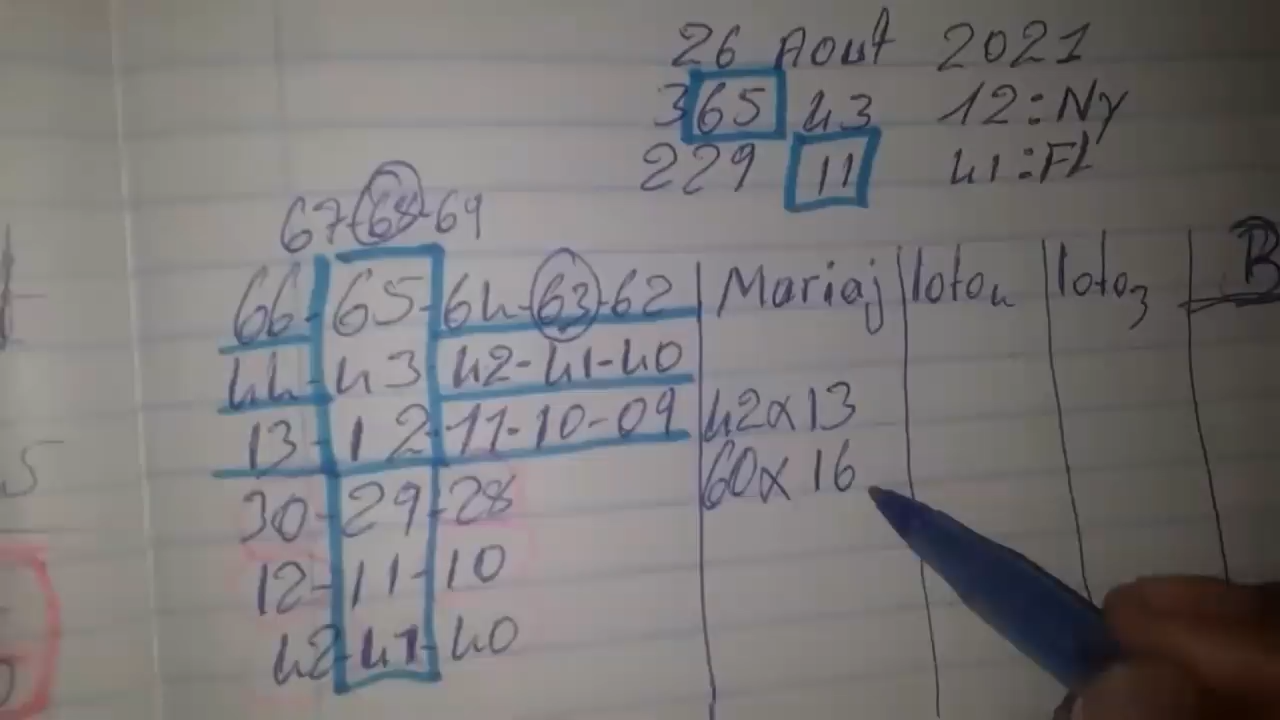 26 Aout 2021
365 43 12:Ny
229 11 41:FL
67-68-69
66-65-64-63-62
44-43 42-41-40
13-12-11-10-09
30-29-28
12-11-10
42-41-40
Mariaj
42x13
60x16
loto4
loto3
B
5